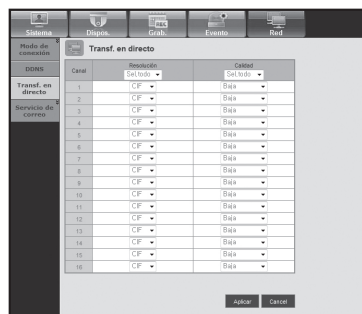 Sistema Dispos. Grab. Evento Red
REC
Modo de conexión
DDNS
Transf. en directo
Servicio de correo
Transf. en directo
Canal Resolución Calidad
Sel.todo Sel.todo
1 CIF Baja
2 CIF Baja
3 CIF Baja
4 CIF Baja
5 CIF Baja
6 CIF Baja
7 CIF Baja
8 CIF Baja
9 CIF Baja
10 CIF Baja
11 CIF Baja
12 CIF Baja
13 CIF Baja
14 CIF Baja
15 CIF Baja
16 CIF Baja
Aplicar Cancel